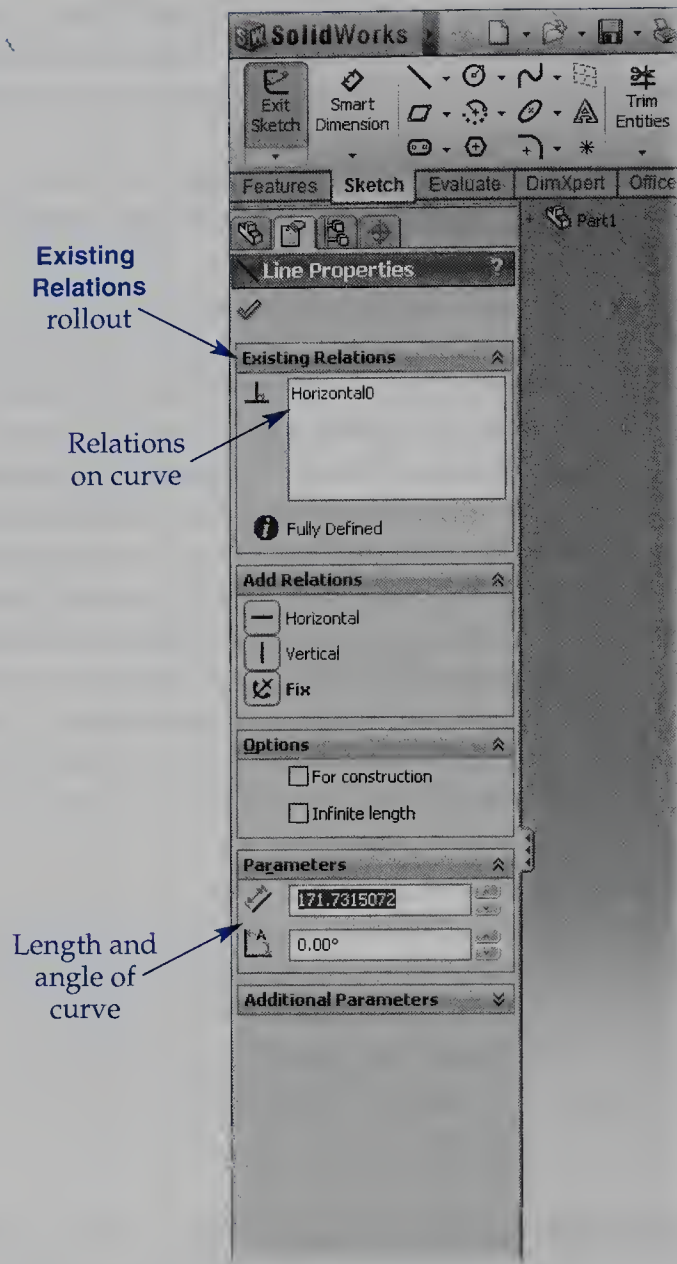 SolidWorks
Exit
Sketch
Smart
Dimension
Trim
Entities
Features Sketch Evaluate DimXpert Office
Part1
Line Properties ?
Existing
Relations
rollout
Existing Relations
Horizontal0
Relations
on curve
Fully Defined
Add Relations
Horizontal
Vertical
Fix
Options
For construction
Infinite length
Parameters
171.7315072
0.00°
Length and
angle of
curve
Additional Parameters